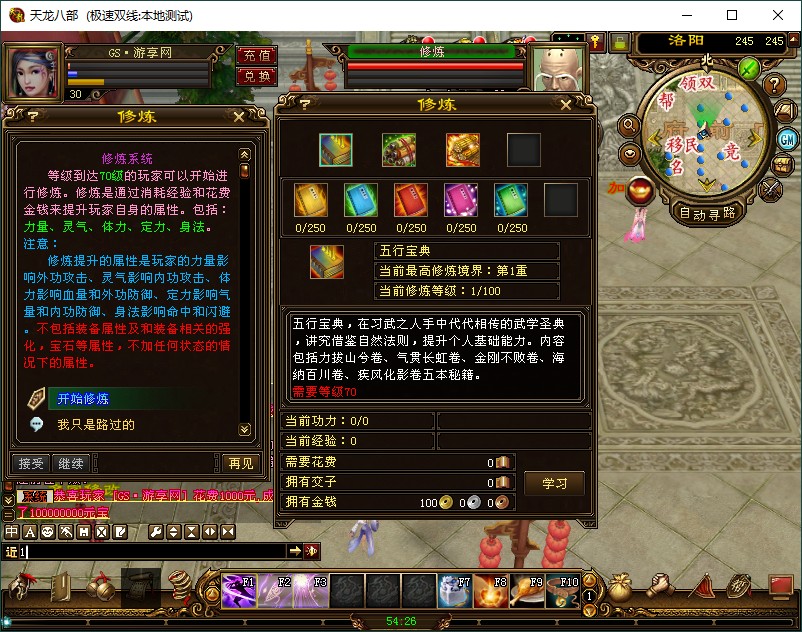 天龙八部 (极速双线:本地测试)
GS·游享网
30
充值
兑换
修炼
洛阳
245 245
北
领双
帮
移民
名
竞
GM
加
自动寻路
修炼
修炼系统
等级到达70级的玩家可以开始进
行修炼。修炼是通过消耗经验和花费
金钱来提升玩家自身的属性。包括：
力量、灵气、体力、定力、身法。
注意：
修炼提升的属性是玩家的力量影
响外功攻击、灵气影响内功攻击、体
力影响血量和外功防御、定力影响气
量和内功防御、身法影响命中和闪避
。不包括装备属性及和装备相关的强
化，宝石等属性，不加任何状态的情
况下的属性。
开始修炼
我只是路过的
接受
继续
再见
修炼
0/250
0/250
0/250
0/250
0/250
五行宝典
当前最高修炼境界：第1重
当前修炼等级：1/100
五行宝典，在习武之人手中代代相传的武学圣典
，讲究借鉴自然法则，提升个人基础能力。内容
包括力拔山兮卷、气贯长虹卷、金刚不败卷、海
纳百川卷、疾风化影卷五本秘籍。
需要等级70
当前功力：0/0
当前经验：0
需要花费 0
拥有交子 0
拥有金钱 100 0 0
学习
系统 恭喜玩家【GS·游享网】花费1000元,成
了100000000元宝
近1
F1
F2
F3
F7
F8
F9
F10
1
54:26